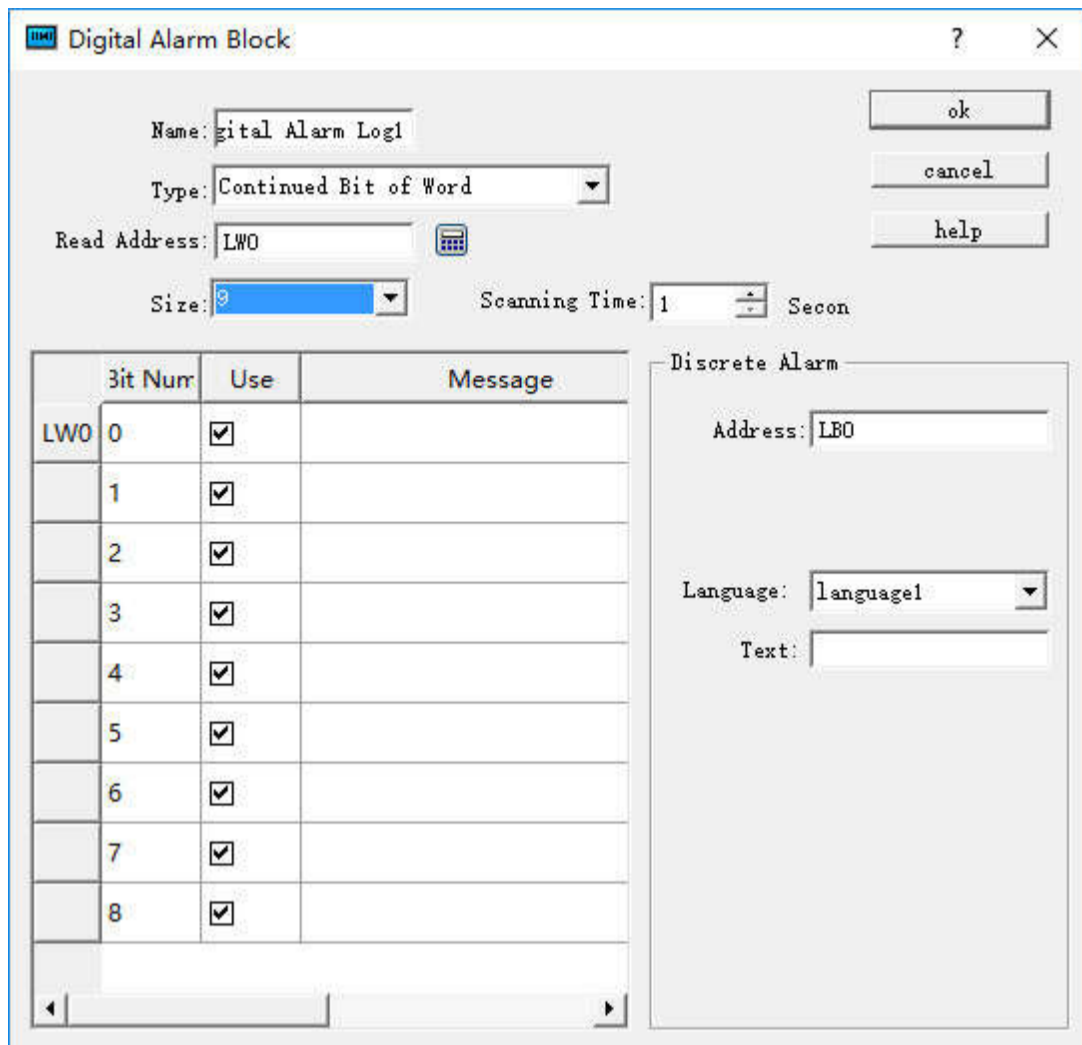 Digital Alarm Block
Name: gital Alarm Log1
ok
Type: Continued Bit of Word
cancel
Read Address: LW0
help
Size: 9
Scanning Time: 1 Secon
Bit Num Use Message
LW0 0
1
2
3
4
5
6
7
8
Discrete Alarm
Address: LB0
Language: language1
Text: